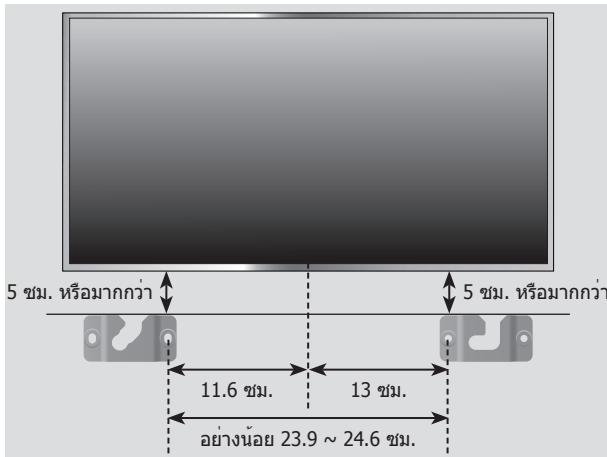 5 ซม. หรือมากกว่า
5 ซม. หรือมากกว่า
11.6 ซม.
13 ซม.
อย่างน้อย 23.9 ~ 24.6 ซม.